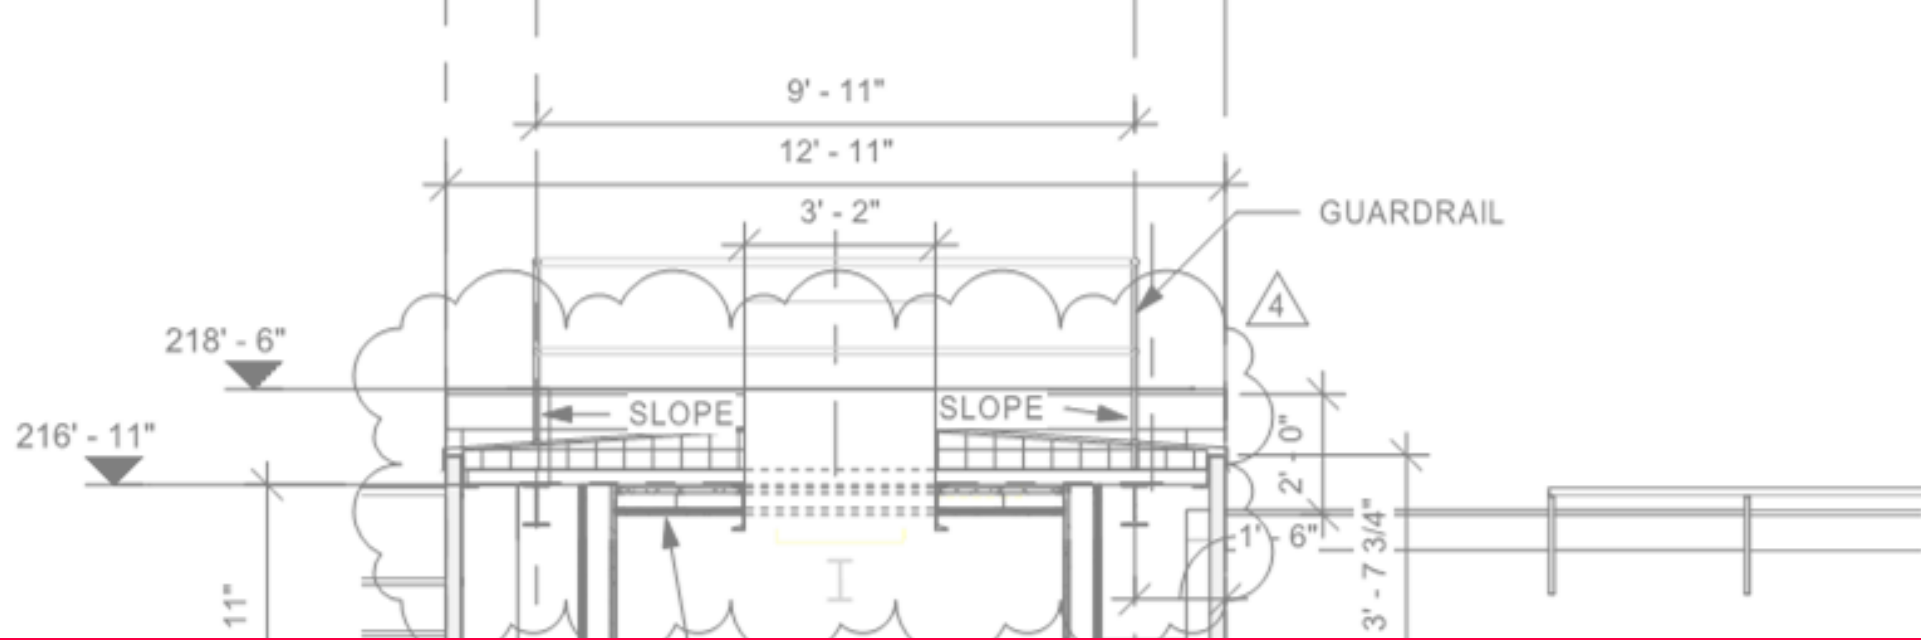 9' - 11"
12' - 11"
3' - 2"
GUARDRAIL
4
218' - 6"
SLOPE
SLOPE
216' - 11"
2' - 0"
1' - 6"
3' - 7 3/4"
11"